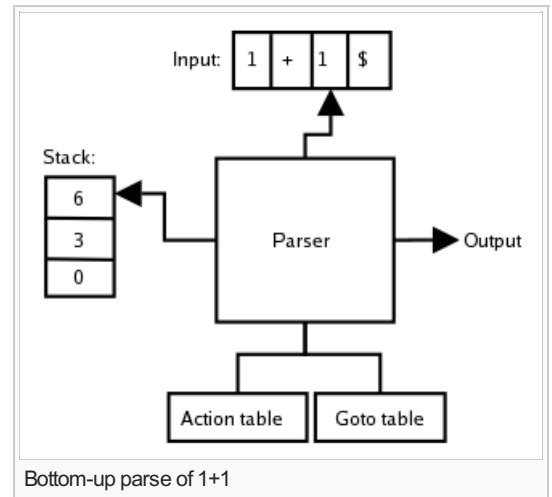 Input: 1 + 1 $
Stack:
6
3
0
Parser
Output
Action table Goto table
Bottom-up parse of 1+1